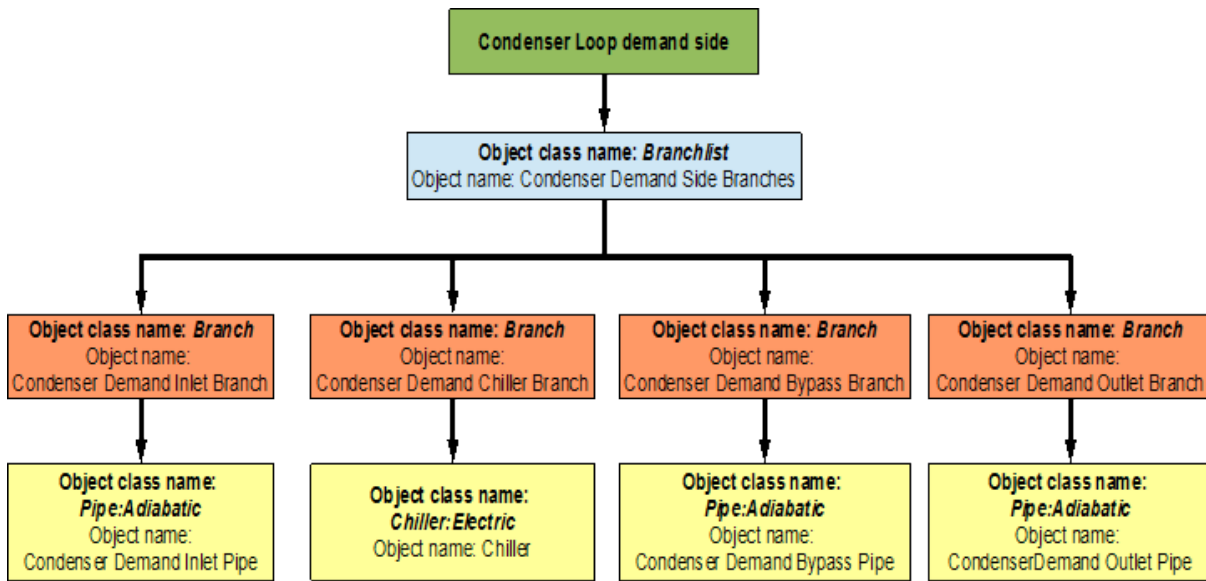 Condenser Loop demand side
Object class name: Branchlist
Object name: Condenser Demand Side Branches
Object class name: Branch
Object name:
Condenser Demand Inlet Branch
Object class name: Branch
Object name:
Condenser Demand Chiller Branch
Object class name: Branch
Object name:
Condenser Demand Bypass Branch
Object class name: Branch
Object name:
Condenser Demand Outlet Branch
Object class name:
Pipe:Adiabatic
Object name:
Condenser Demand Inlet Pipe
Object class name:
Chiller:Electric
Object name: Chiller
Object class name:
Pipe:Adiabatic
Object name:
Condenser Demand Bypass Pipe
Object class name:
Pipe:Adiabatic
Object name:
CondenserDemand Outlet Pipe